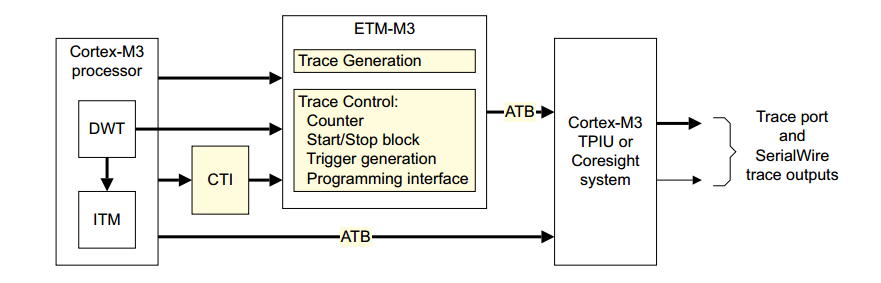 ETM-M3
Cortex-M3
processor
Trace Generation
DWT
Trace Control:
Counter
Start/Stop block
Trigger generation
Programming interface
CTI
ITM
ATB
ATB
Cortex-M3
TPIU or
Coresight
system
Trace port
and
SerialWire
trace outputs